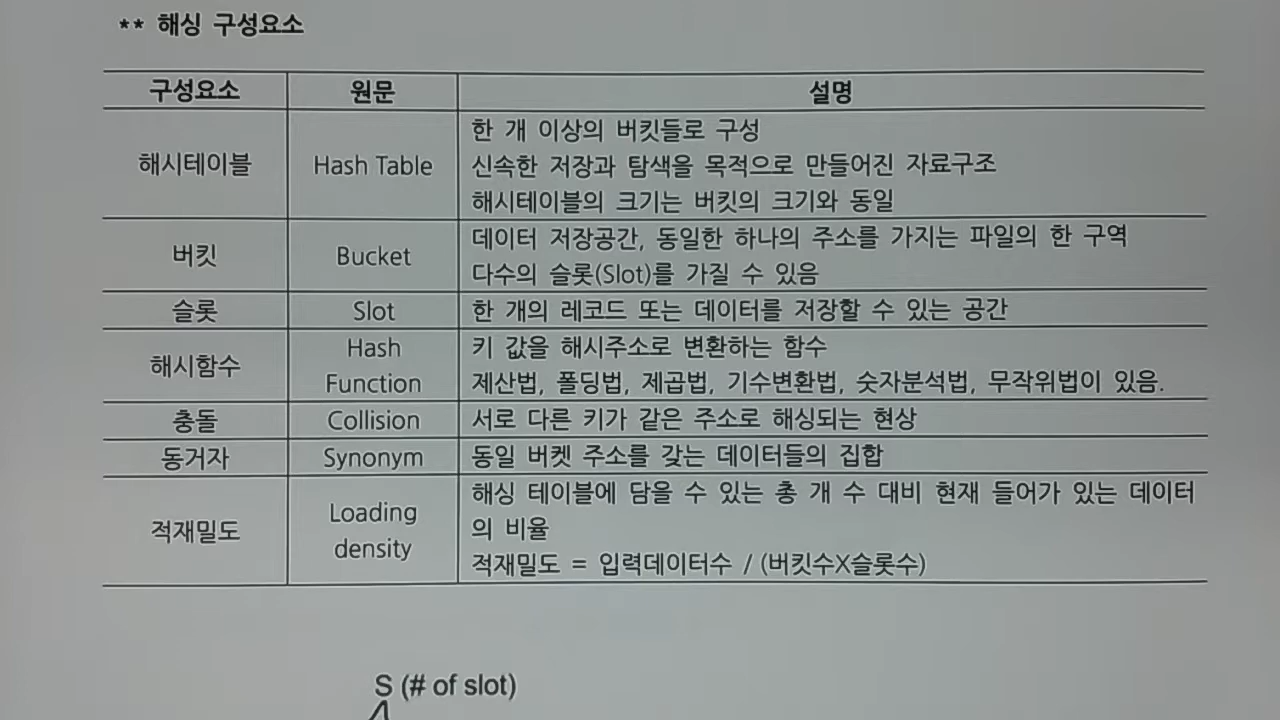 ** 해싱 구성요소
구성요소 원문 설명
해시테이블 Hash Table 한 개 이상의 버킷들로 구성
신속한 저장과 탐색을 목적으로 만들어진 자료구조
해시테이블의 크기는 버킷의 크기와 동일
버킷 Bucket 데이터 저장공간, 동일한 하나의 주소를 가지는 파일의 한 구역
다수의 슬롯(Slot)를 가질 수 있음
슬롯 Slot 한 개의 레코드 또는 데이터를 저장할 수 있는 공간
해시함수 Hash Function 키 값을 해시주소로 변환하는 함수
제산법, 폴딩법, 제곱법, 기수변환법, 숫자분석법, 무작위법이 있음.
충돌 Collision 서로 다른 키가 같은 주소로 해싱되는 현상
동거자 Synonym 동일 버켓 주소를 갖는 데이터들의 집합
적재밀도 Loading density 해싱 테이블에 담을 수 있는 총 개 수 대비 현재 들어가 있는 데이터
의 비율
적재밀도 = 입력데이터수 / (버킷수X슬롯수)
S (# of slot)